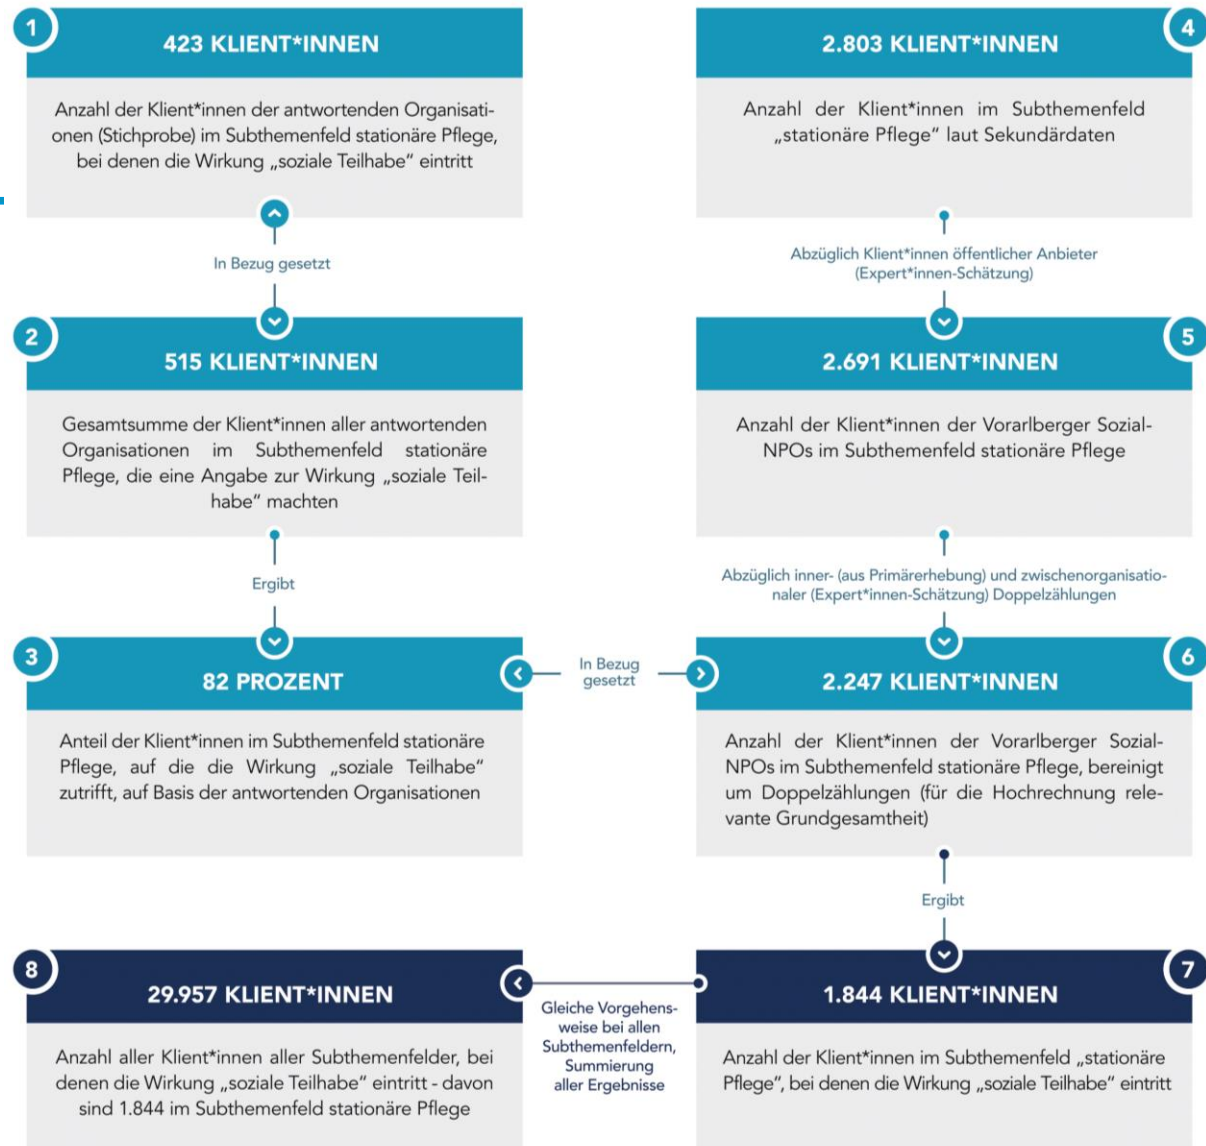 1
423 KLIENT*INNEN
Anzahl der Klient*innen der antwortenden Organisati-
onen (Stichprobe) im Subthemenfeld stationäre Pflege,
bei denen die Wirkung „soziale Teilhabe“ eintritt
In Bezug gesetzt
2
515 KLIENT*INNEN
Gesamtsumme der Klient*innen aller antwortenden
Organisationen im Subthemenfeld stationäre
Pflege, die eine Angabe zur Wirkung „soziale Teil-
habe“ machten
Ergibt
3
82 PROZENT
Anteil der Klient*innen im Subthemenfeld stationäre
Pflege, auf die die Wirkung „soziale Teilhabe“
zutrifft, auf Basis der antwortenden Organisationen
In Bezug
gesetzt
4
2.803 KLIENT*INNEN
Anzahl der Klient*innen im Subthemenfeld
„stationäre Pflege“ laut Sekundärdaten
Abzüglich Klient*innen öffentlicher Anbieter
(Expert*innen-Schätzung)
5
2.691 KLIENT*INNEN
Anzahl der Klient*innen der Vorarlberger Sozial-
NPOs im Subthemenfeld stationäre Pflege
Abzüglich inner- (aus Primärerhebung) und zwischenorganisatio-
naler (Expert*innen-Schätzung) Doppelzählungen
6
2.247 KLIENT*INNEN
Anzahl der Klient*innen der Vorarlberger Sozial-
NPOs im Subthemenfeld stationäre Pflege, bereinigt
um Doppelzählungen (für die Hochrechnung rele-
vante Grundgesamtheit)
Ergibt
7
1.844 KLIENT*INNEN
Anzahl der Klient*innen im Subthemenfeld „stationäre
Pflege“, bei denen die Wirkung „soziale Teilhabe“ eintritt
Gleiche Vorgehens-
weise bei allen
Subthemenfeldern,
Summierung
aller Ergebnisse
8
29.957 KLIENT*INNEN
Anzahl aller Klient*innen aller Subthemenfelder, bei
denen die Wirkung „soziale Teilhabe“ eintritt - davon
sind 1.844 im Subthemenfeld stationäre Pflege